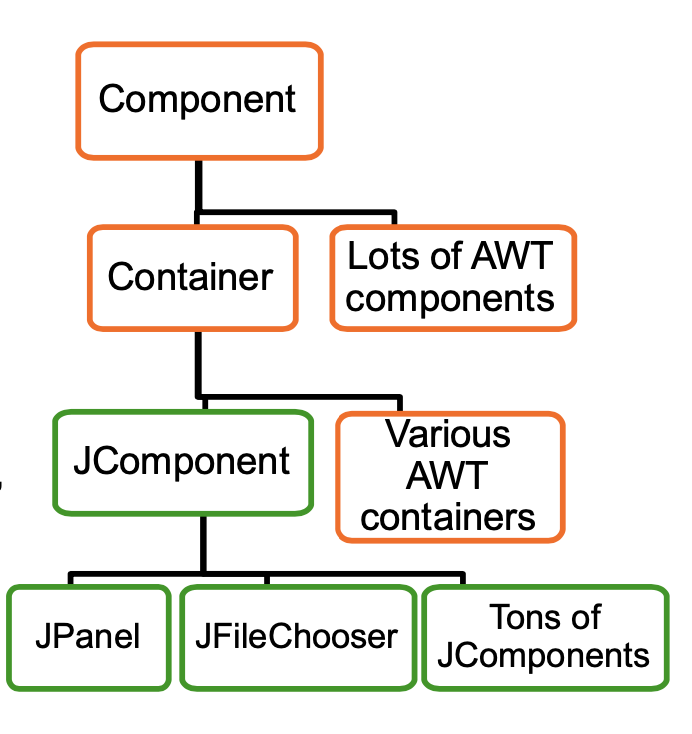 Component
Container
Lots of AWT
components
JComponent
Various
AWT
containers
,
JPanel
JFileChooser
Tons of
JComponents